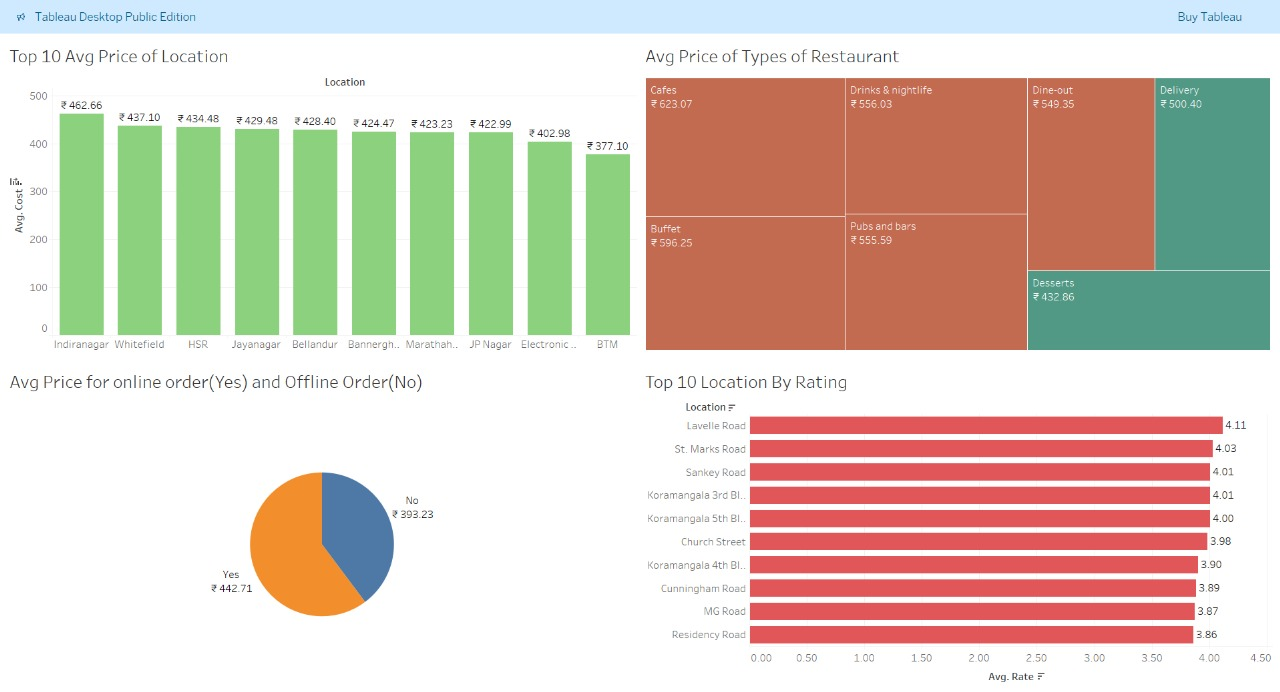 Tableau Desktop Public Edition
Buy Tableau
Top 10 Avg Price of Location
Location
500
400
300
200
100
0
Avg. Cost
₹ 462.66
₹ 437.10
₹ 434.48
₹ 429.48
₹ 428.40
₹ 424.47
₹ 423.23
₹ 422.99
₹ 402.98
₹ 377.10
Indiranagar
Whitefield
HSR
Jayanagar
Bellandur
Bannergh..
Marathah..
JP Nagar
Electronic ..
BTM
Avg Price of Types of Restaurant
Cafes
₹ 623.07
Buffet
₹ 596.25
Drinks & nightlife
₹ 556.03
Pubs and bars
₹ 555.59
Dine-out
₹ 549.35
Delivery
₹ 500.40
Desserts
₹ 432.86
Avg Price for online order(Yes) and Offline Order(No)
No
₹ 393.23
Yes
₹ 442.71
Top 10 Location By Rating
Location
Lavelle Road 4.11
St. Marks Road 4.03
Sankey Road 4.01
Koramangala 3rd Bl.. 4.01
Koramangala 5th Bl.. 4.00
Church Street 3.98
Koramangala 4th Bl.. 3.90
Cunningham Road 3.89
MG Road 3.87
Residency Road 3.86
0.00 0.50 1.00 1.50 2.00 2.50 3.00 3.50 4.00 4.50
Avg. Rate